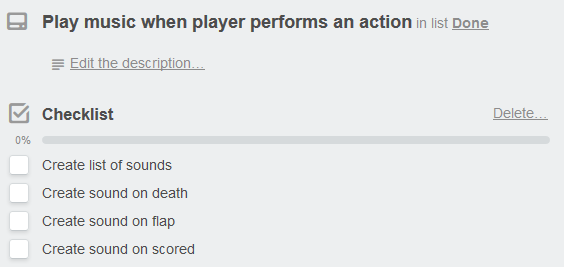 Play music when player performs an action in list Done
Edit the description…
Checklist Delete…
0%
Create list of sounds
Create sound on death
Create sound on flap
Create sound on scored